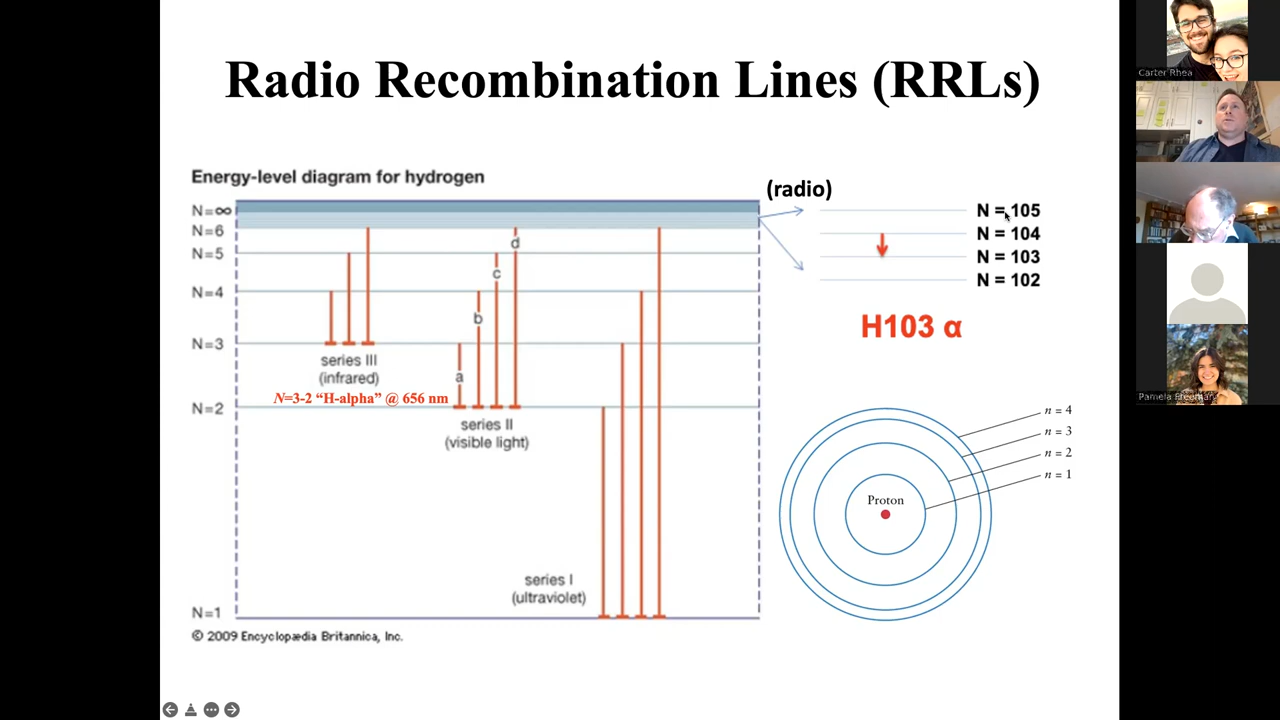 Radio Recombination Lines (RRLs)
Energy-level diagram for hydrogen
N=∞
N=6
N=5
N=4
N=3
N=2
N=1
series III
(infrared)
N=3-2 “H-alpha” @ 656 nm
a
b
c
d
series II
(visible light)
series I
(ultraviolet)
© 2009 Encyclopædia Britannica, Inc.
(radio)
N = 105
N = 104
N = 103
N = 102
H103 α
n = 4
n = 3
n = 2
n = 1
Proton
Carter Rhea
Pamela Freeman